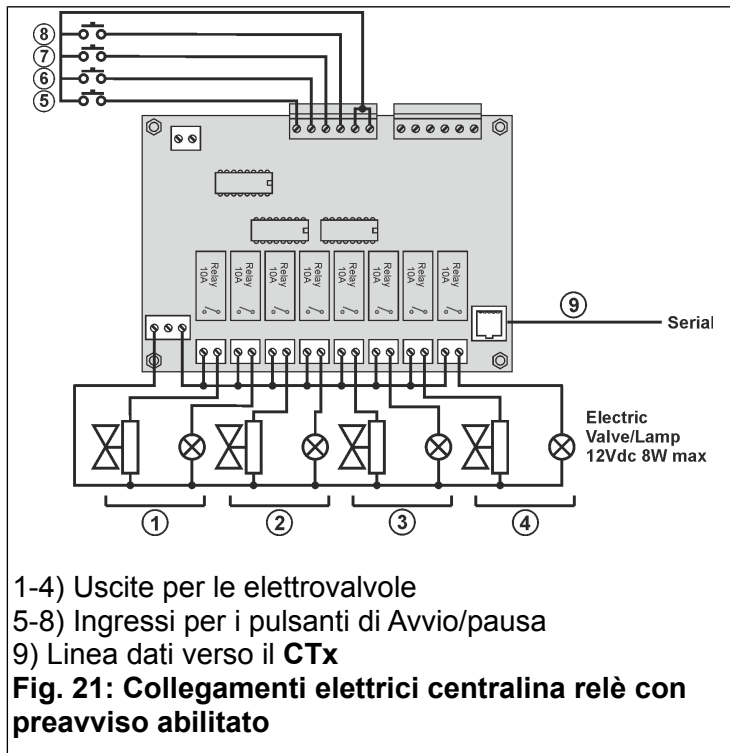 8
7
6
5
Relay 10A
Relay 10A
Relay 10A
Relay 10A
Relay 10A
Relay 10A
Relay 10A
Relay 10A
9
Serial
Electric
Valve/Lamp
12Vdc 8W max
1
2
3
4
1-4) Uscite per le elettrovalvole
5-8) Ingressi per i pulsanti di Avvio/pausa
9) Linea dati verso il CTx
Fig. 21: Collegamenti elettrici centralina relè con
preavviso abilitato